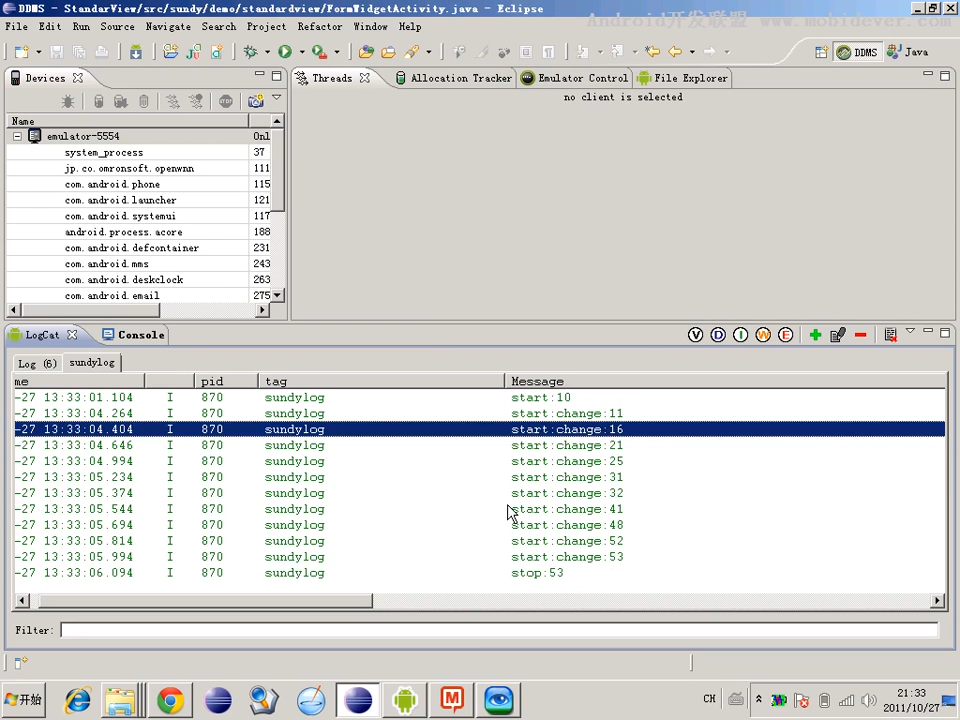 DDMS - StandarView/src/sundy/demo/standardview/FormWidgetActivity.java - Eclipse
Android开发联盟 www.mobidever.com
File Edit Run Source Navigate Search Project Refactor Window Help
DDMS Java
Devices
Threads Allocation Tracker Emulator Control File Explorer
no client is selected
Name
emulator-5554 Onl
system_process 37
jp.co.omronsoft.openwnn 111
com.android.phone 115
com.android.launcher 121
com.android.systemui 117
android.process.acore 188
com.android.defcontainer 231
com.android.mms 243
com.android.deskclock 263
com.android.email 275
LogCat Console
V D I W E
Log (6) sundylog
me pid tag Message
-27 13:33:01.104 I 870 sundylog start:10
-27 13:33:04.264 I 870 sundylog start:change:11
-27 13:33:04.404 I 870 sundylog start:change:16
-27 13:33:04.646 I 870 sundylog start:change:21
-27 13:33:04.994 I 870 sundylog start:change:25
-27 13:33:05.234 I 870 sundylog start:change:31
-27 13:33:05.374 I 870 sundylog start:change:32
-27 13:33:05.544 I 870 sundylog start:change:41
-27 13:33:05.694 I 870 sundylog start:change:48
-27 13:33:05.814 I 870 sundylog start:change:52
-27 13:33:05.994 I 870 sundylog start:change:53
-27 13:33:06.094 I 870 sundylog stop:53
Filter:
开始
CH
21:33
2011/10/27